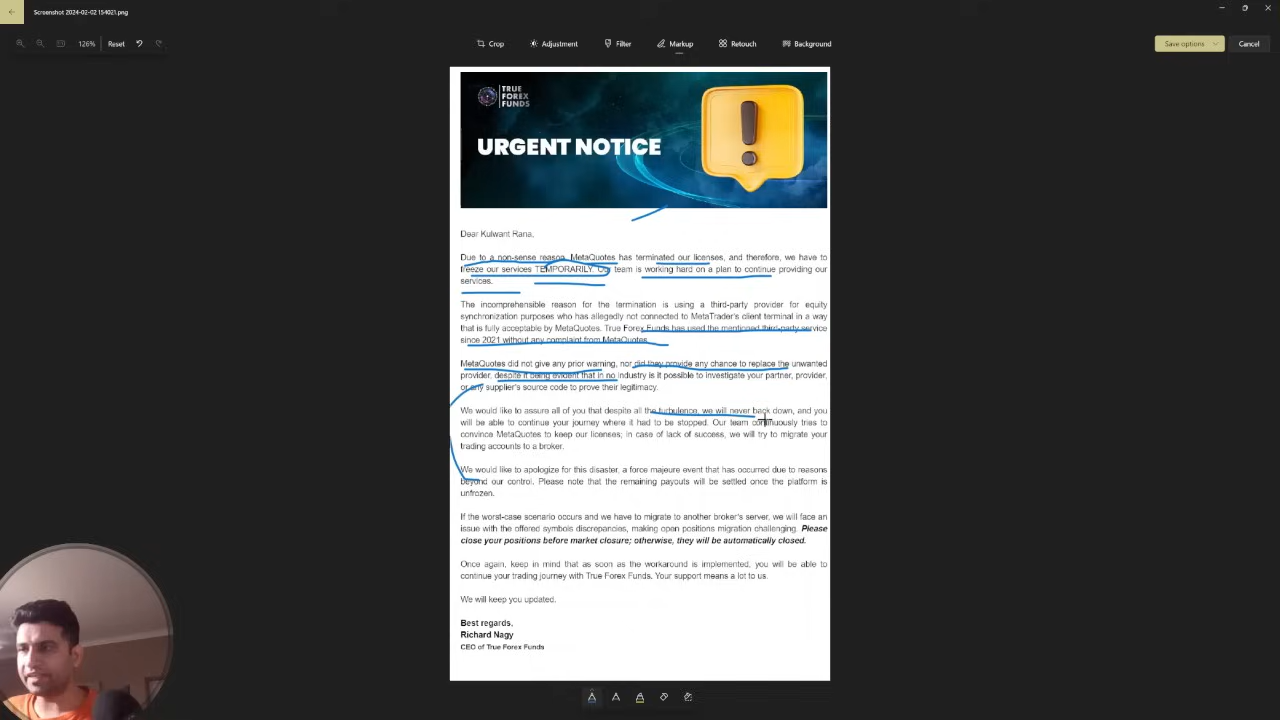 Screenshot 2024-02-02 154021.png
126%
Reset
Crop
Adjustment
Filter
Markup
Retouch
Background
Save options
Cancel
TRUE
FOREX
FUNDS
URGENT NOTICE
Dear Kulwant Rana,
Due to a non-sense reason, MetaQuotes has terminated our licenses, and therefore, we have to
freeze our services TEMPORARILY. Our team is working hard on a plan to continue providing our
services.
The incomprehensible reason for the termination is using a third-party provider for equity
synchronization purposes who has allegedly not connected to MetaTrader's client terminal in a way
that is fully acceptable by MetaQuotes. True Forex Funds has used the mentioned third-party service
since 2021 without any complaint from MetaQuotes.
MetaQuotes did not give any prior warning, nor did they provide any chance to replace the unwanted
provider, despite it being evident that in no industry is it possible to investigate your partner, provider,
or any supplier's source code to prove their legitimacy.
We would like to assure all of you that despite all the turbulence, we will never back down, and you
will be able to continue your journey where it had to be stopped. Our team continuously tries to
convince MetaQuotes to keep our licenses; in case of lack of success, we will try to migrate your
trading accounts to a broker.
We would like to apologize for this disaster, a force majeure event that has occurred due to reasons
beyond our control. Please note that the remaining payouts will be settled once the platform is
unfrozen.
If the worst-case scenario occurs and we have to migrate to another broker's server, we will face an
issue with the offered symbols discrepancies, making open positions migration challenging. Please
close your positions before market closure; otherwise, they will be automatically closed.
Once again, keep in mind that as soon as the workaround is implemented, you will be able to
continue your trading journey with True Forex Funds. Your support means a lot to us.
We will keep you updated.
Best regards,
Richard Nagy
CEO of True Forex Funds